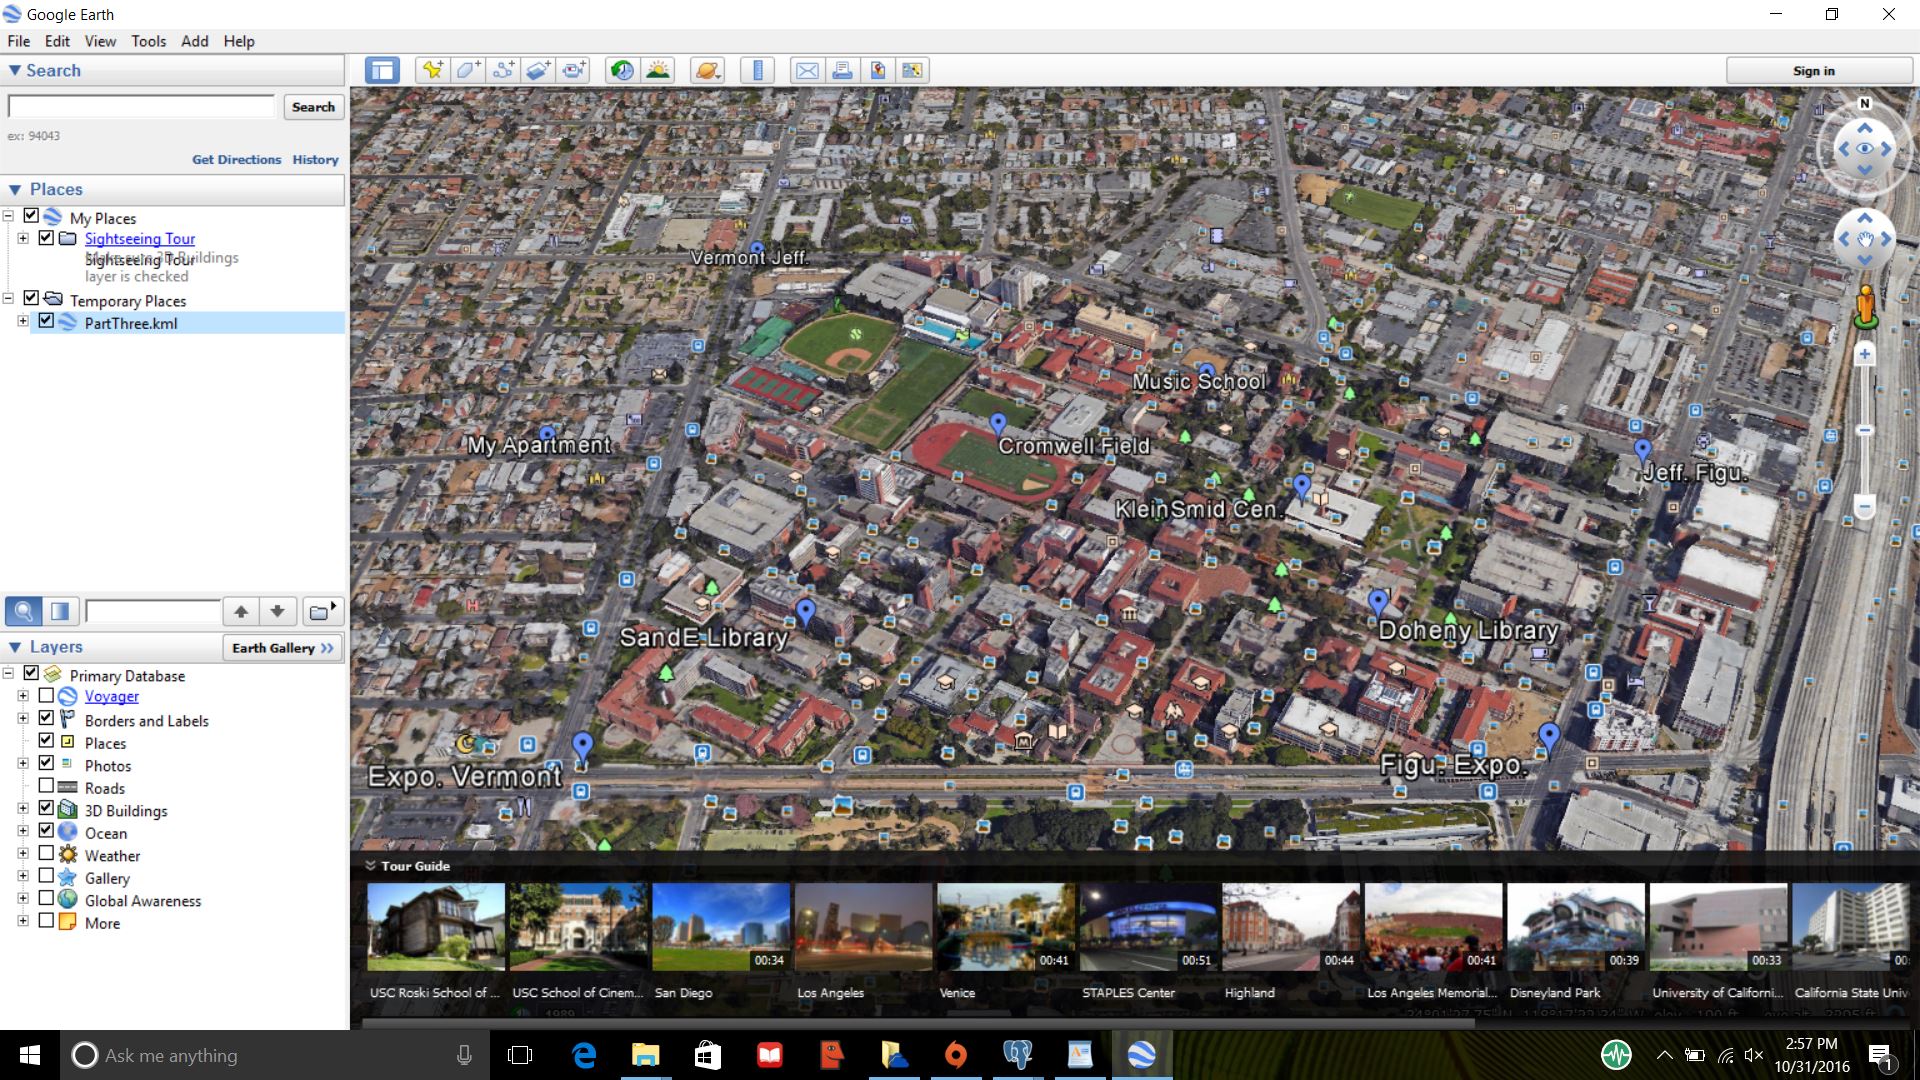 Google Earth
File Edit View Tools Add Help
Search
Search
ex: 94043
Get Directions History
Places
My Places
Sightseeing Tour
Sightseeing Tour
layer is checked
Temporary Places
PartThree.kml
Layers
Earth Gallery »
Primary Database
Voyager
Borders and Labels
Places
Photos
Roads
3D Buildings
Ocean
Weather
Gallery
Global Awareness
More
Sign in
N
Vermont Jeff.
Music School
My Apartment
Cromwell Field
Jeff. Figu.
KleinSmid Cen.
SandE Library
Doheny Library
Expo. Vermont
Figu. Expo.
Tour Guide
00:34
00:41
00:51
00:44
00:41
00:39
00:33
00:
USC Roski School of ...
USC School of Cinem...
San Diego
Los Angeles
Venice
STAPLES Center
Highland
Los Angeles Memorial...
Disneyland Park
University of Californi...
California State Univ
1989
Ask me anything
2:57 PM
10/31/2016
1